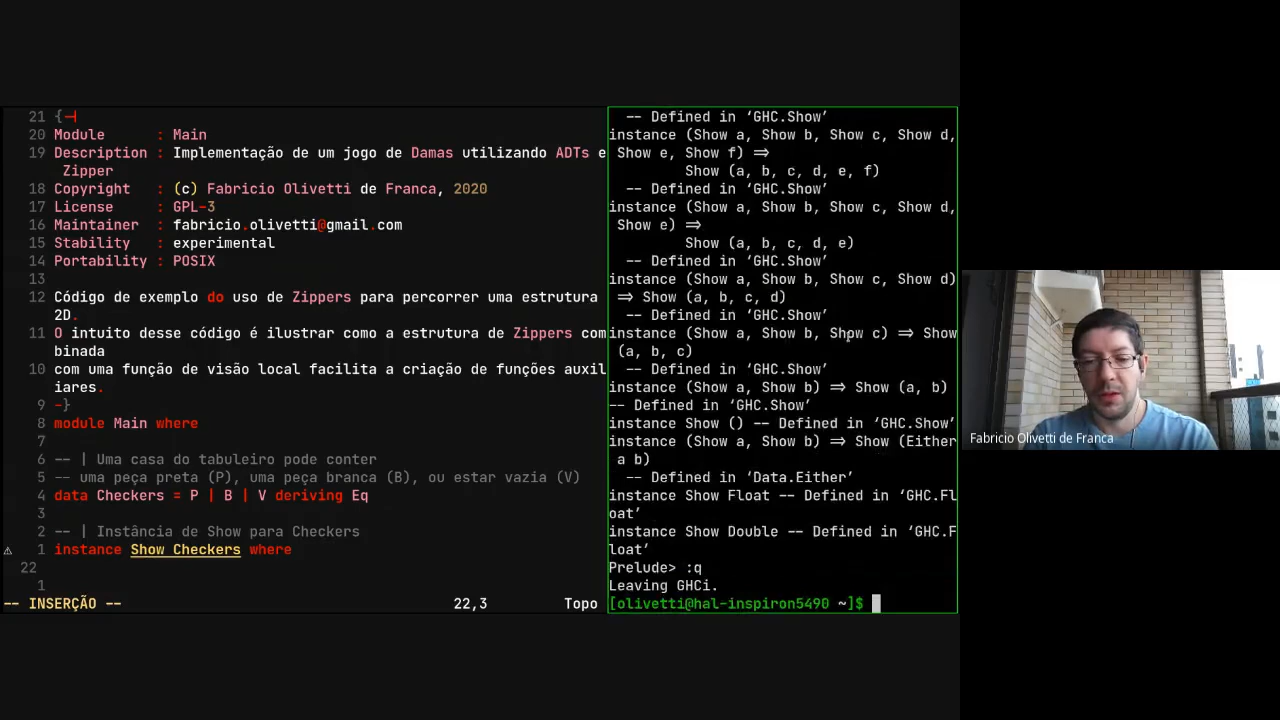 21 {-|
20 Module      : Main
19 Description : Implementação de um jogo de Damas utilizando ADTs e
Zipper
18 Copyright   : (c) Fabricio Olivetti de Franca, 2020
17 License     : GPL-3
16 Maintainer  : fabricio.olivetti@gmail.com
15 Stability   : experimental
14 Portability : POSIX
13
12 Código de exemplo do uso de Zippers para percorrer uma estrutura
2D.
11 O intuito desse código é ilustrar como a estrutura de Zippers com
binada
10 com uma função de visão local facilita a criação de funções auxil
iares.
9 -}
8 module Main where
7
6 -- | Uma casa do tabuleiro pode conter
5 -- uma peça preta (P), uma peça branca (B), ou estar vazia (V)
4 data Checkers = P | B | V deriving Eq
3
2 -- | Instância de Show para Checkers
⚠ 1 instance Show Checkers where
22
1
-- INSERÇÃO -- 22,3 Topo
-- Defined in ‘GHC.Show’
instance (Show a, Show b, Show c, Show d,
Show e, Show f) =>
Show (a, b, c, d, e, f)
-- Defined in ‘GHC.Show’
instance (Show a, Show b, Show c, Show d,
Show e) =>
Show (a, b, c, d, e)
-- Defined in ‘GHC.Show’
instance (Show a, Show b, Show c, Show d)
=> Show (a, b, c, d)
-- Defined in ‘GHC.Show’
instance (Show a, Show b, Show c) => Show
(a, b, c)
-- Defined in ‘GHC.Show’
instance (Show a, Show b) => Show (a, b)
-- Defined in ‘GHC.Show’
instance Show () -- Defined in ‘GHC.Show’
instance (Show a, Show b) => Show (Either
a b)
-- Defined in ‘Data.Either’
instance Show Float -- Defined in ‘GHC.Fl
oat’
instance Show Double -- Defined in ‘GHC.F
loat’
Prelude> :q
Leaving GHCi.
[olivetti@hal-inspiron5490 ~]$
Fabricio Olivetti de Franca